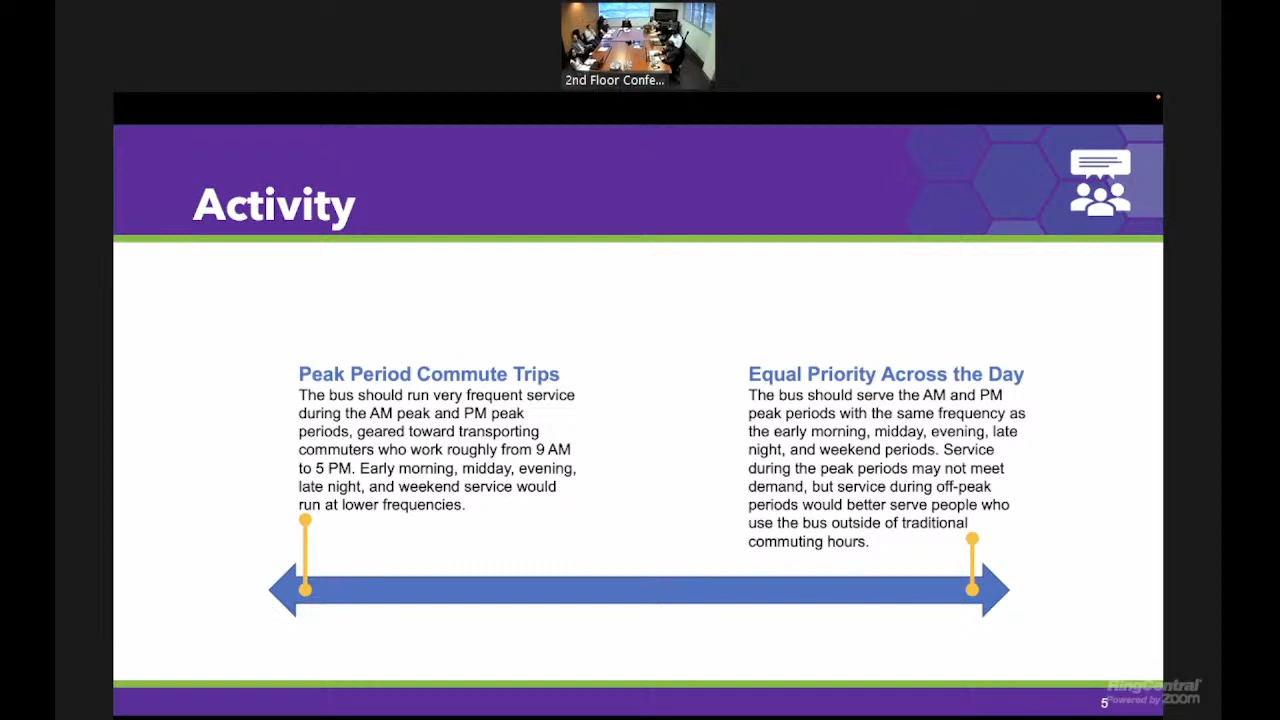 2nd Floor Confe...
Activity
Peak Period Commute Trips
The bus should run very frequent service
during the AM peak and PM peak
periods, geared toward transporting
commuters who work roughly from 9 AM
to 5 PM. Early morning, midday, evening,
late night, and weekend service would
run at lower frequencies.
Equal Priority Across the Day
The bus should serve the AM and PM
peak periods with the same frequency as
the early morning, midday, evening, late
night, and weekend periods. Service
during the peak periods may not meet
demand, but service during off-peak
periods would better serve people who
use the bus outside of traditional
commuting hours.
RingCentral
5
Powered by ZOOM